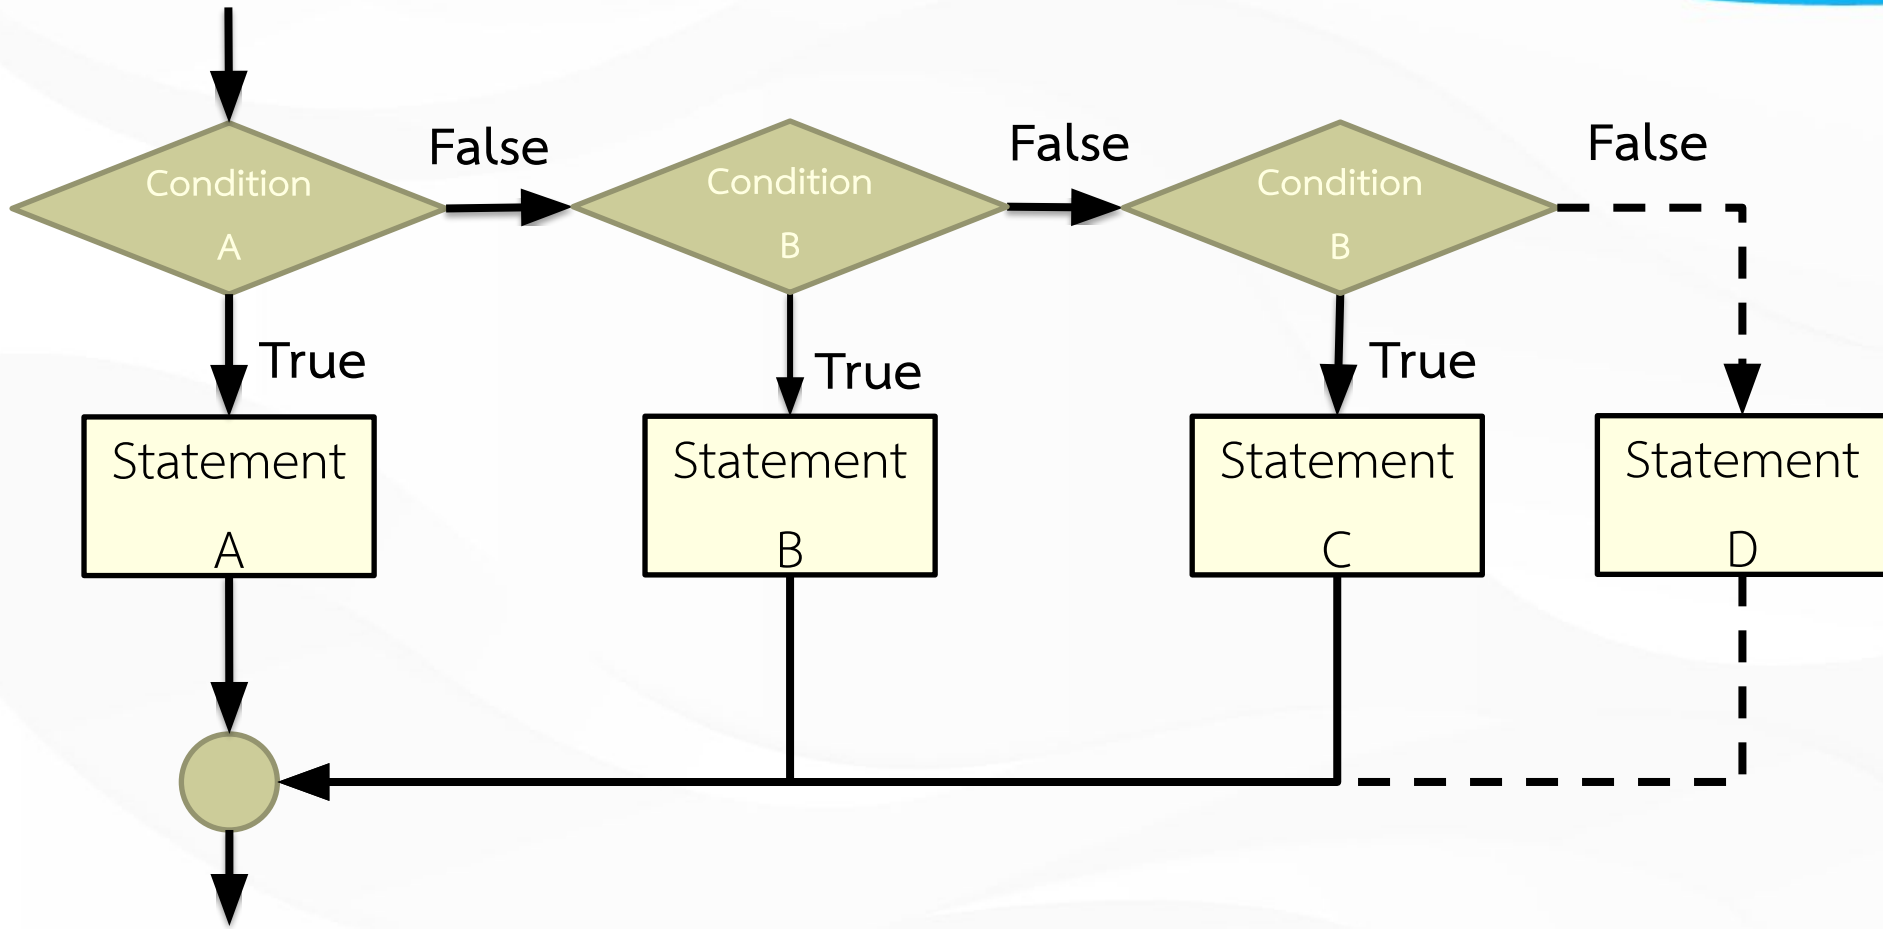 Condition
A
False
Condition
B
False
Condition
B
False
True
True
True
Statement
A
Statement
B
Statement
C
Statement
D